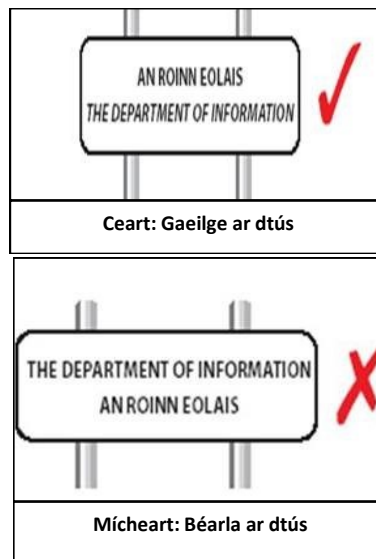 AN ROINN EOLAIS
THE DEPARTMENT OF INFORMATION
Ceart: Gaeilge ar dtús
THE DEPARTMENT OF INFORMATION
AN ROINN EOLAIS
Mícheart: Béarla ar dtús